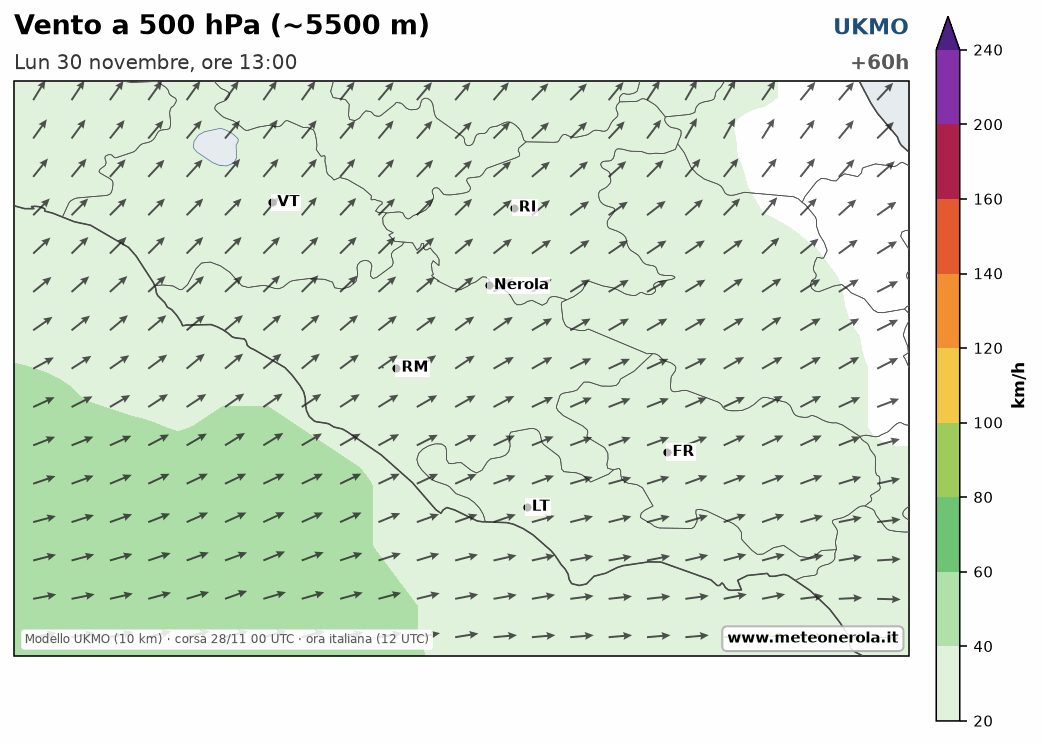 Vento a 500 hPa (~5500 m)
UKMO
Lun 30 novembre, ore 13:00
+60h
VT
RI
Nerola
RM
FR
LT
Modello UKMO (10 km) · corsa 28/11 00 UTC · ora italiana (12 UTC)
www.meteonerola.it
240
200
160
140
120
100
80
60
40
20
km/h